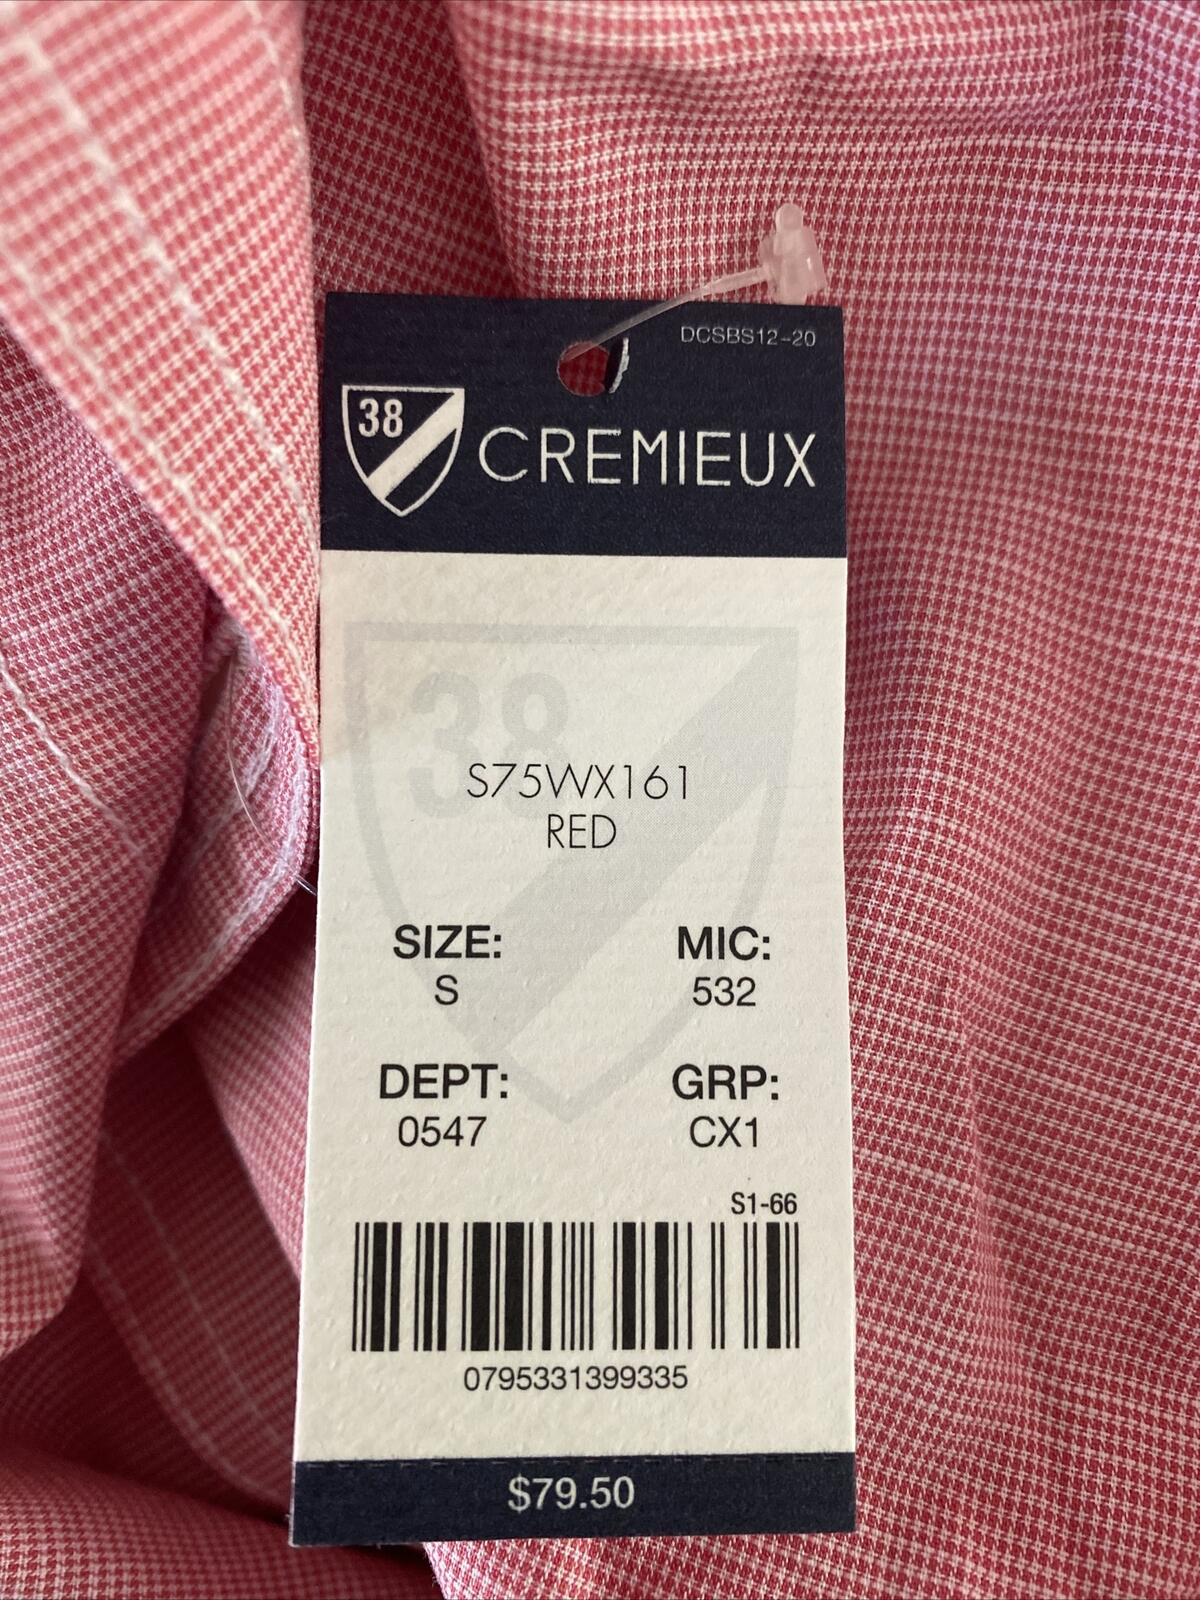 DCSBS12-20
38
CREMIEUX
38
S75WX161
RED
SIZE: MIC:
S 532
DEPT: GRP:
0547 CX1
S1-66
0795331399335
$79.50